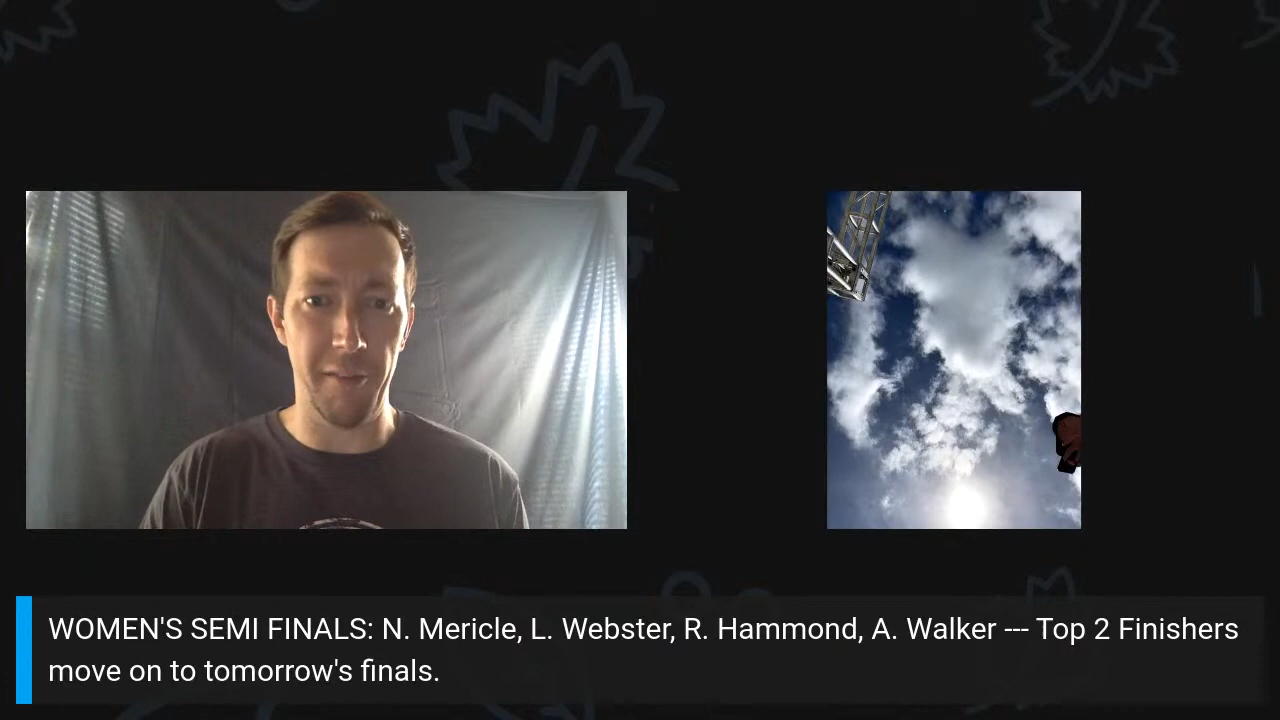 WOMEN'S SEMI FINALS: N. Mericle, L. Webster, R. Hammond, A. Walker --- Top 2 Finishers
move on to tomorrow's finals.